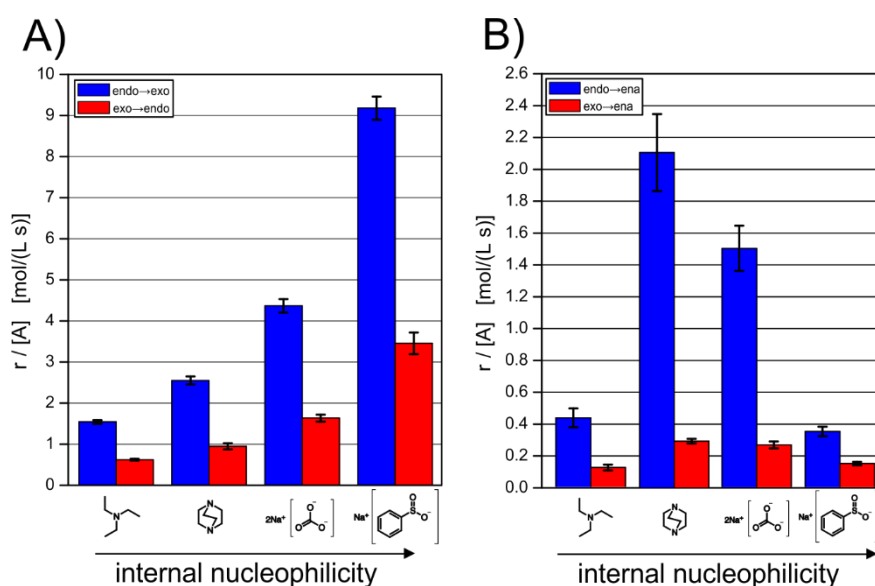 A)
endo→exo
exo→endo
r / [A] [mol/(L s)]
10
9
8
7
6
5
4
3
2
1
0
N
N
N
2Na⁺ [ O O⁻ O⁻ ]
Na⁺ [ O S O⁻ ]
internal nucleophilicity
B)
endo→ena
exo→ena
r / [A] [mol/(L s)]
2.6
2.4
2.2
2.0
1.8
1.6
1.4
1.2
1.0
0.8
0.6
0.4
0.2
0.0
N
N
N
2Na⁺ [ O O⁻ O⁻ ]
Na⁺ [ O S O⁻ ]
internal nucleophilicity